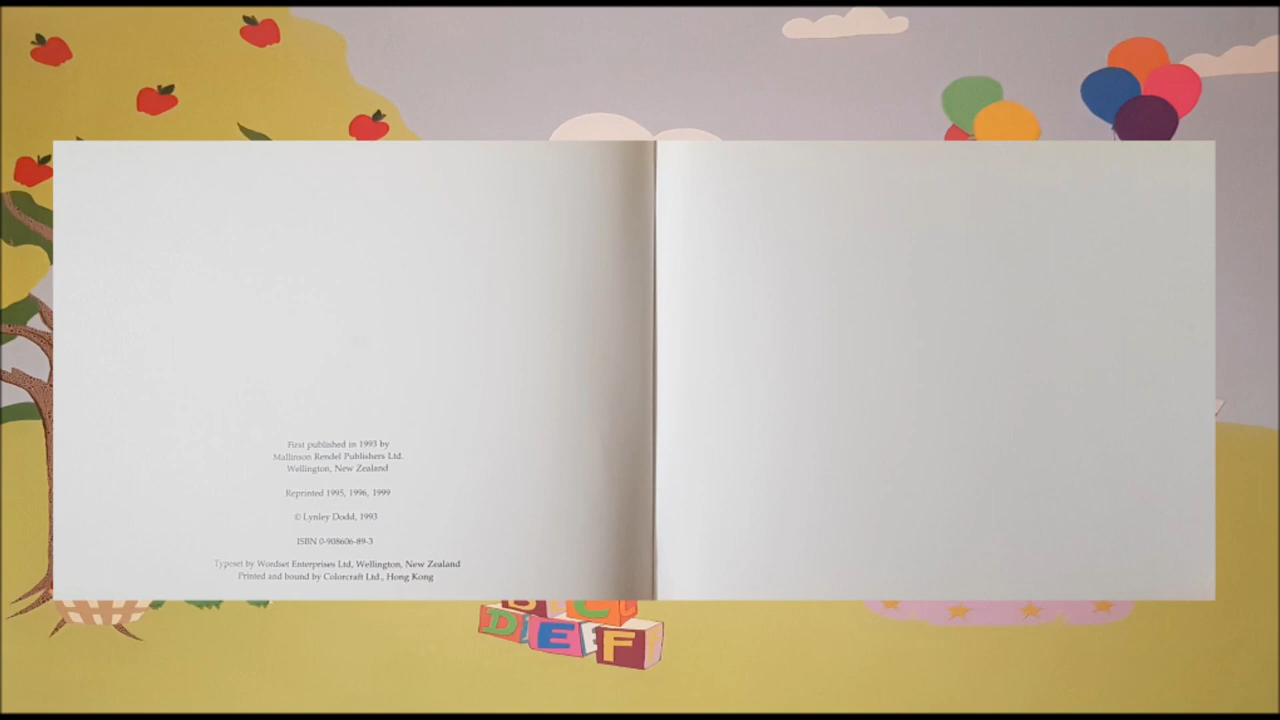 First published in 1993 by
Mallinson Rendel Publishers Ltd.
Wellington, New Zealand
Reprinted 1995, 1996, 1999
© Lynley Dodd, 1993
ISBN 0-908606-89-3
Typeset by Wordset Enterprises Ltd, Wellington, New Zealand
Printed and bound by Colorcraft Ltd., Hong Kong
B C
D E F